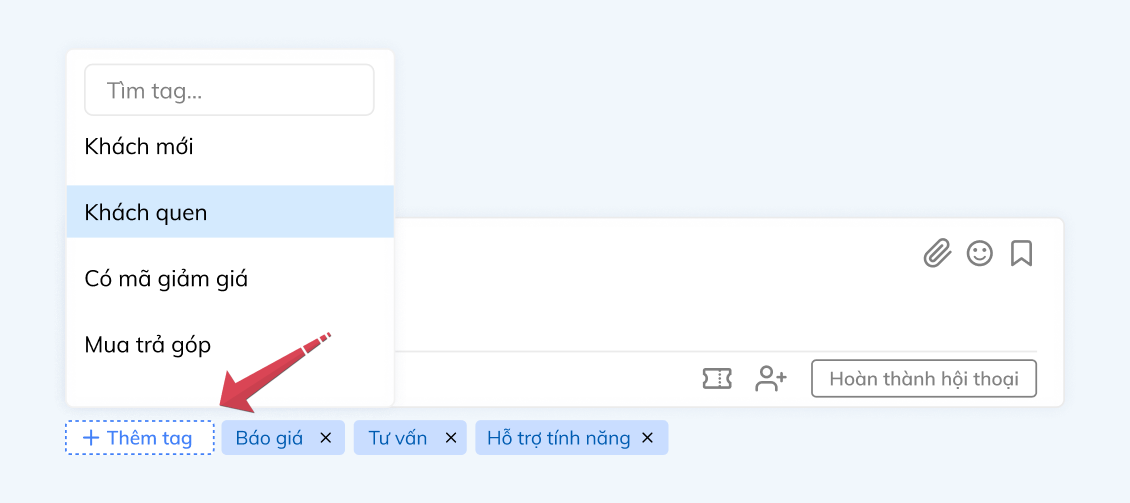 Tìm tag...
Khách mới
Khách quen
Có mã giảm giá
Mua trả góp
Hoàn thành hội thoại
+ Thêm tag
Báo giá ×
Tư vấn ×
Hỗ trợ tính năng ×